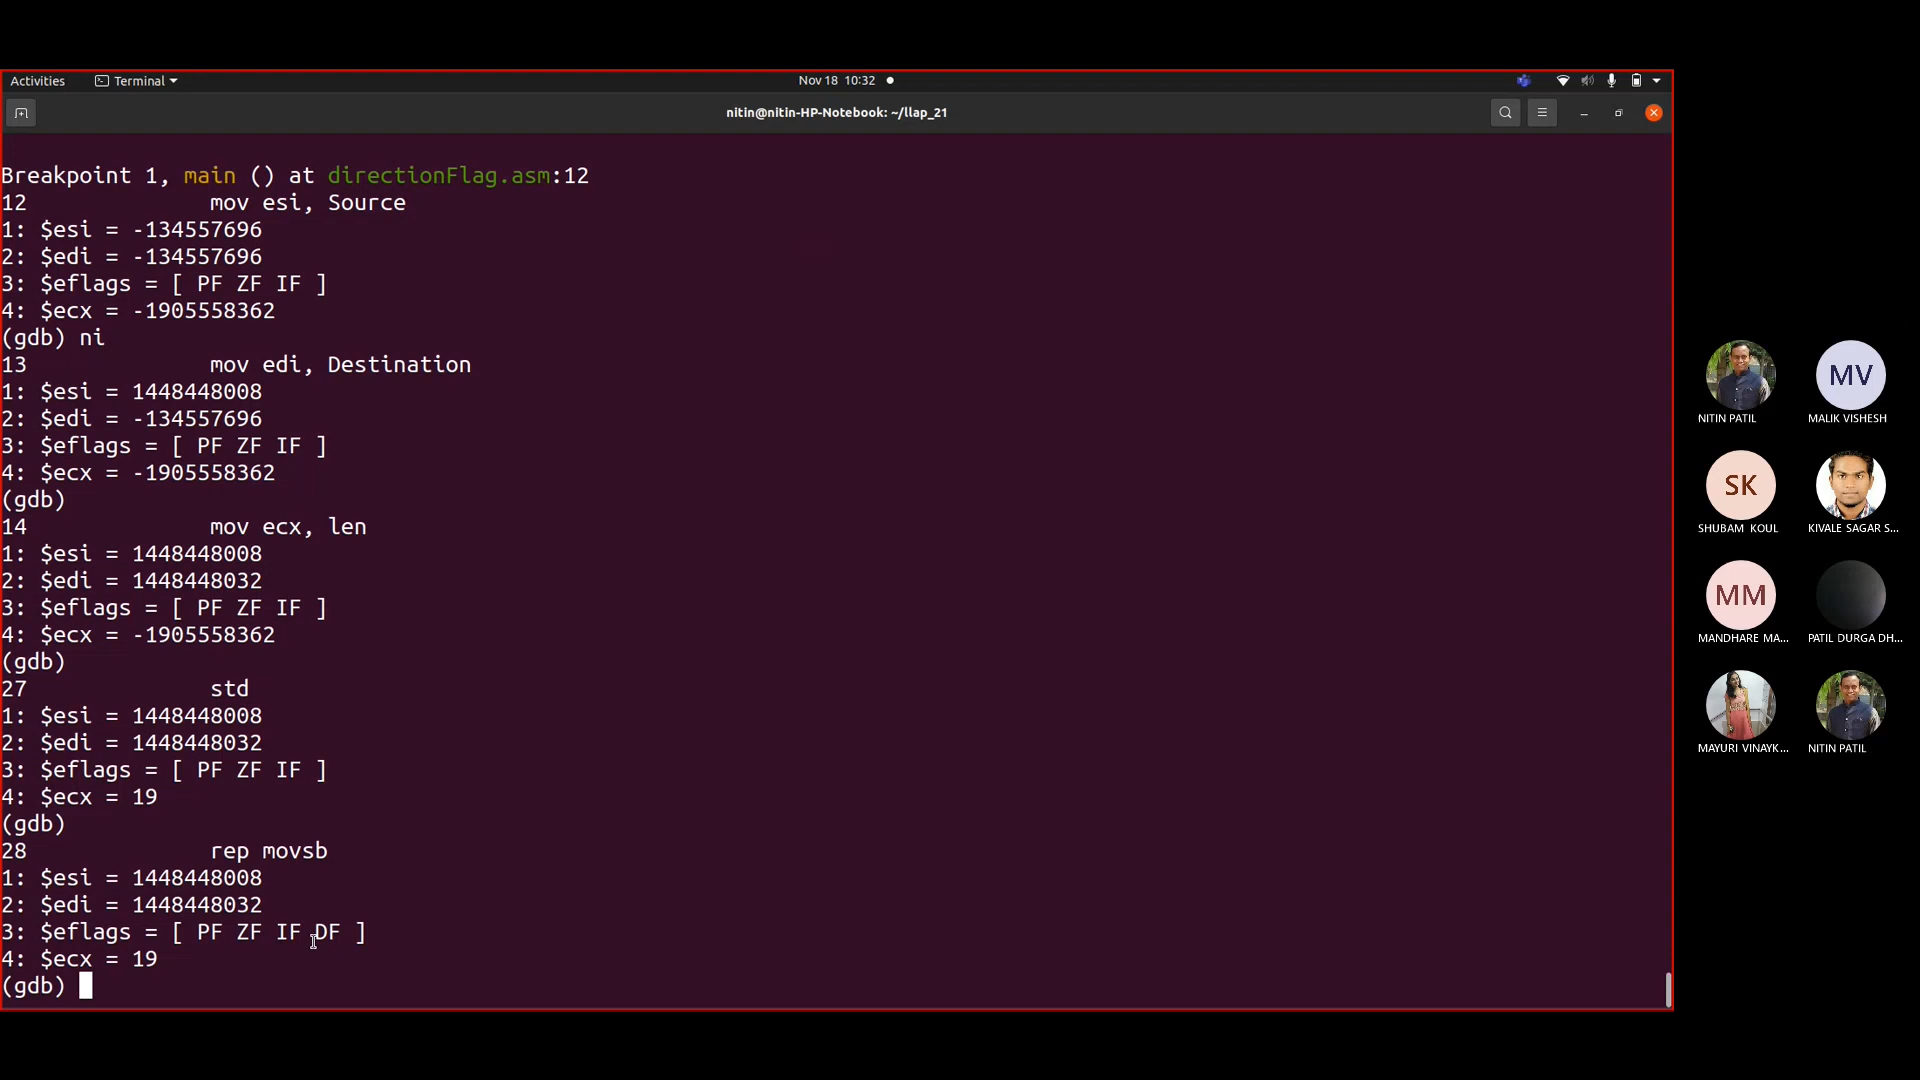 Activities Terminal Nov 18 10:32
nitin@nitin-HP-Notebook: ~/llap_21
Breakpoint 1, main () at directionFlag.asm:12
12 mov esi, Source
1: $esi = -134557696
2: $edi = -134557696
3: $eflags = [ PF ZF IF ]
4: $ecx = -1905558362
(gdb) ni
13 mov edi, Destination
1: $esi = 1448448008
2: $edi = -134557696
3: $eflags = [ PF ZF IF ]
4: $ecx = -1905558362
(gdb)
14 mov ecx, len
1: $esi = 1448448008
2: $edi = 1448448032
3: $eflags = [ PF ZF IF ]
4: $ecx = -1905558362
(gdb)
27 std
1: $esi = 1448448008
2: $edi = 1448448032
3: $eflags = [ PF ZF IF ]
4: $ecx = 19
(gdb)
28 rep movsb
1: $esi = 1448448008
2: $edi = 1448448032
3: $eflags = [ PF ZF IF DF ]
4: $ecx = 19
(gdb)
MV
NITIN PATIL MALIK VISHESH
SK
SHUBAM KOUL KIVALE SAGAR S...
MM
MANDHARE MA... PATIL DURGA DH...
MAYURI VINAYK... NITIN PATIL